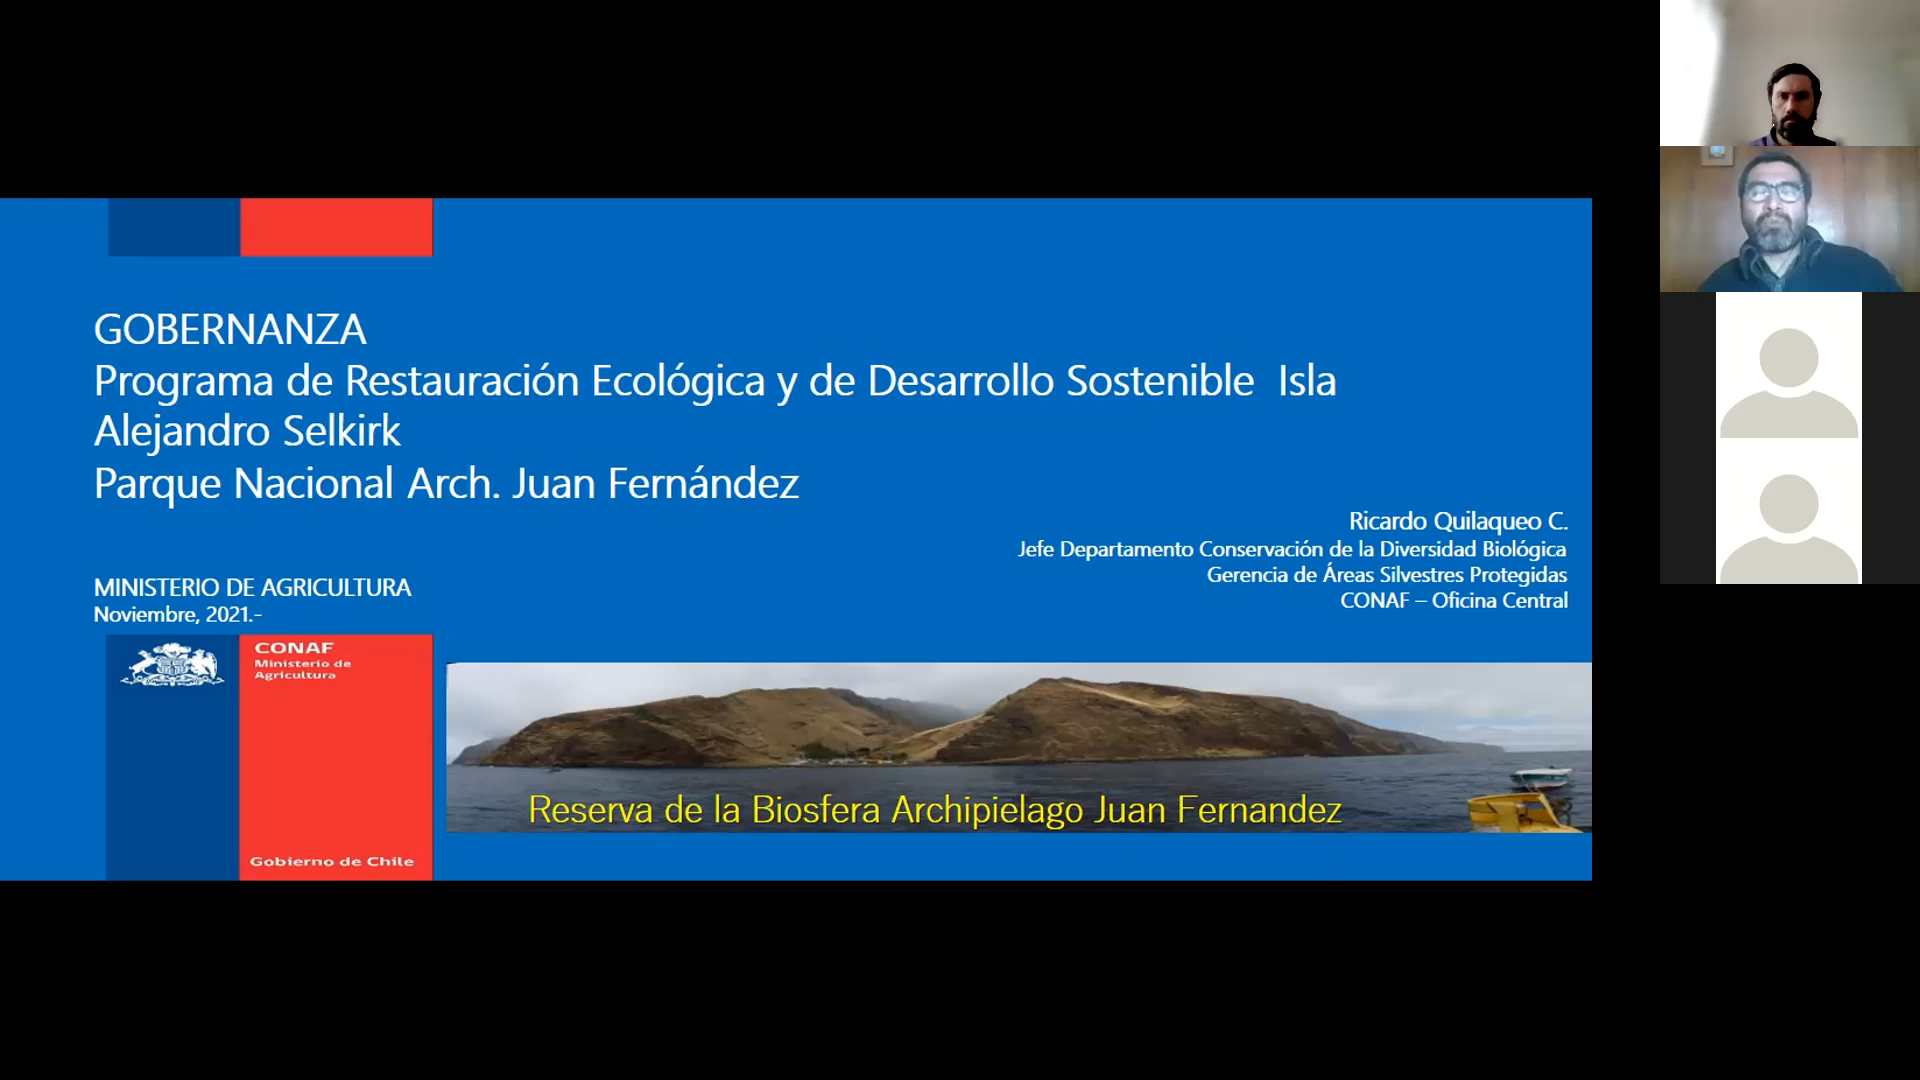 GOBERNANZA
Programa de Restauración Ecológica y de Desarrollo Sostenible Isla
Alejandro Selkirk
Parque Nacional Arch. Juan Fernández
Ricardo Quilaqueo C.
Jefe Departamento Conservación de la Diversidad Biológica
Gerencia de Áreas Silvestres Protegidas
CONAF – Oficina Central
MINISTERIO DE AGRICULTURA
Noviembre, 2021.-
CONAF
Ministerio de
Agricultura
Gobierno de Chile
Reserva de la Biosfera Archipielago Juan Fernandez